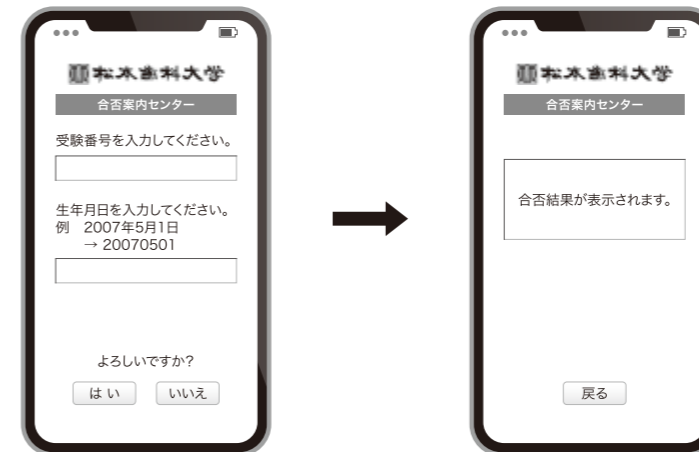 松本歯科大学
合否案内センター
受験番号を入力してください。
生年月日を入力してください。
例　2007年5月1日
→ 20070501
よろしいですか?
はい
いいえ
松本歯科大学
合否案内センター
合否結果が表示されます。
戻る